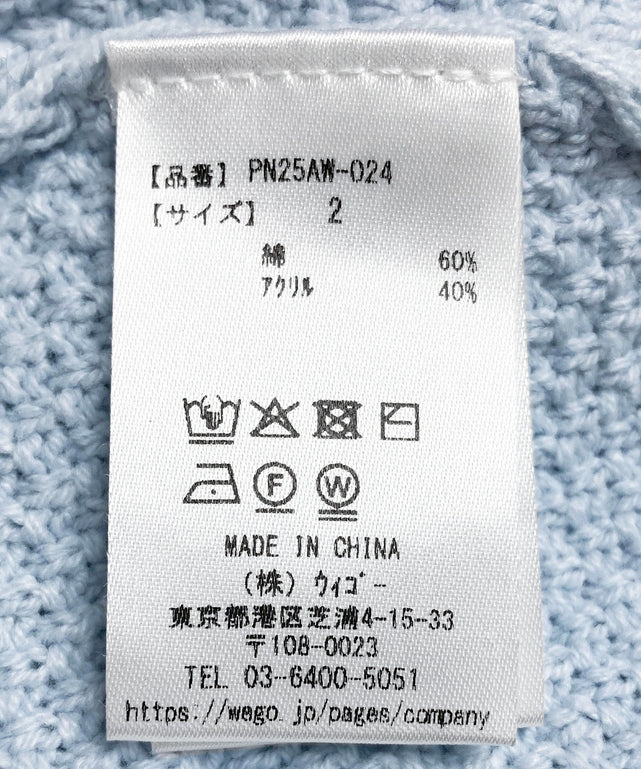 【品番】 PN25AW-024
【サイズ】 2
綿 60%
アクリル 40%
F W
MADE IN CHINA
(株) ウィゴー
東京都港区芝浦4-15-33
〒108-0023
TEL 03-6400-5051
https://wego.jp/pages/company